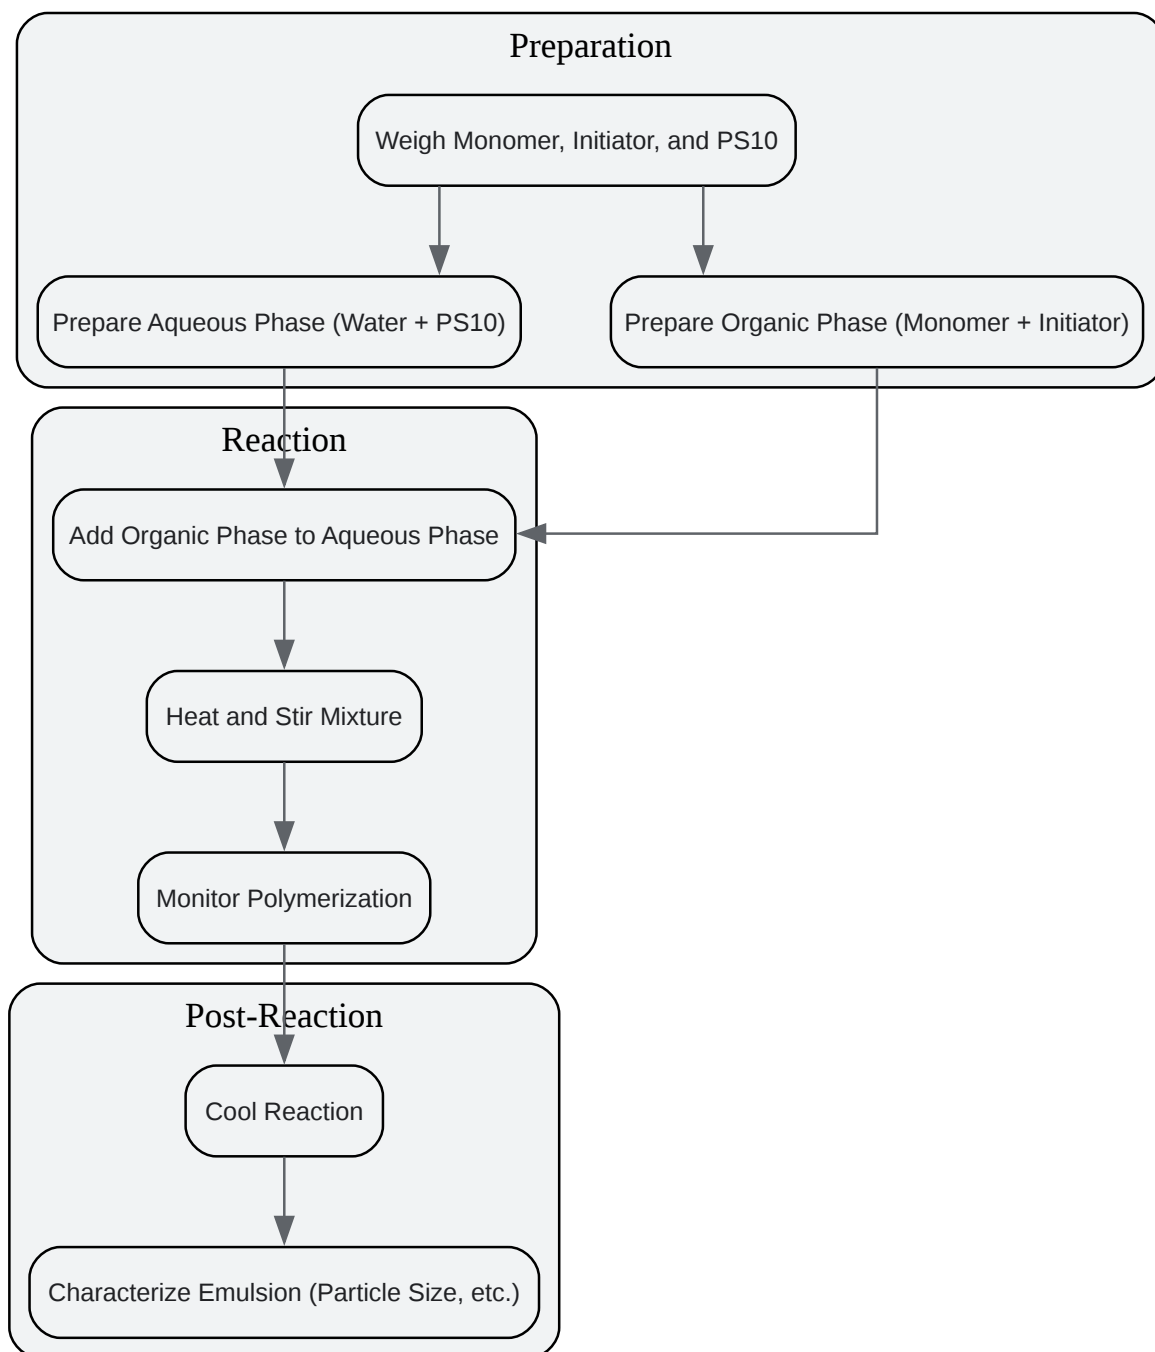 Preparation
Weigh Monomer, Initiator, and PS10
Prepare Aqueous Phase (Water + PS10)
Prepare Organic Phase (Monomer + Initiator)
Reaction
Add Organic Phase to Aqueous Phase
Heat and Stir Mixture
Monitor Polymerization
Post-Reaction
Cool Reaction
Characterize Emulsion (Particle Size, etc.)